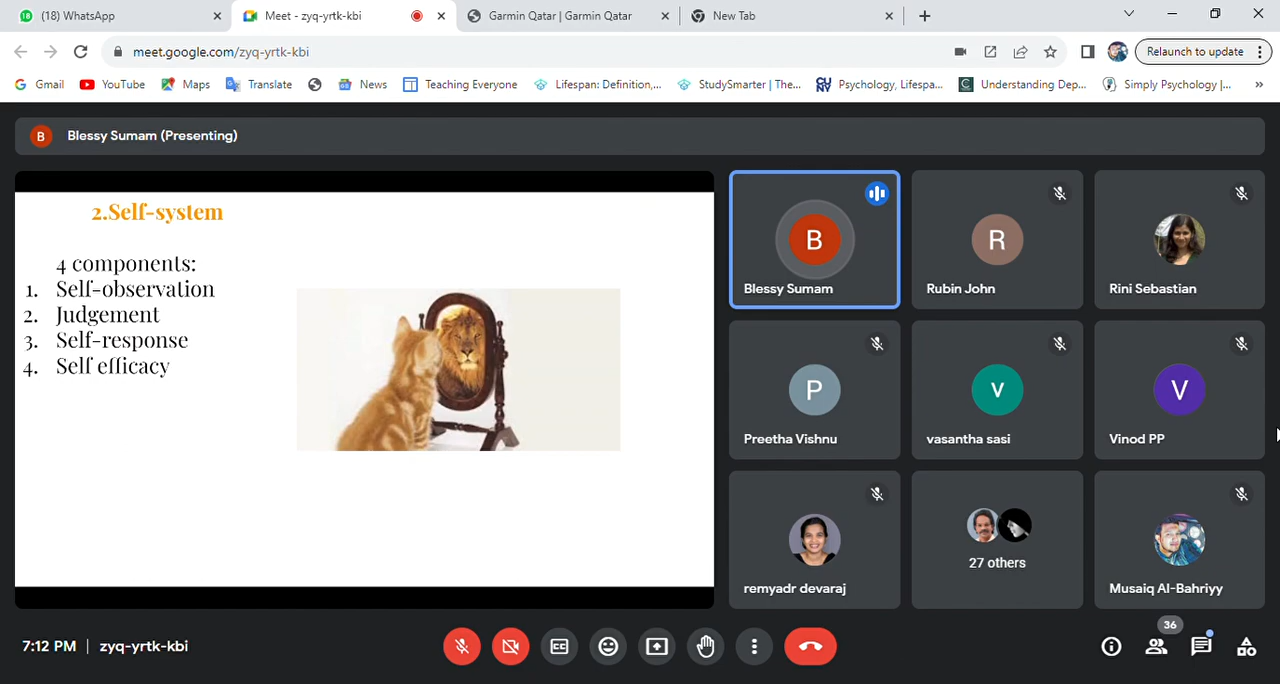 (18) WhatsApp
Meet - zyq-yrtk-kbi
Garmin Qatar | Garmin Qatar
New Tab
meet.google.com/zyq-yrtk-kbi
Relaunch to update
Gmail
YouTube
Maps
Translate
News
Teaching Everyone
Lifespan: Definition,...
StudySmarter | The...
Psychology, Lifespa...
Understanding Dep...
Simply Psychology |...
»
B
Blessy Sumam (Presenting)
2.Self-system
4 components:
1. Self-observation
2. Judgement
3. Self-response
4. Self efficacy
B
Blessy Sumam
R
Rubin John
Rini Sebastian
P
Preetha Vishnu
v
vasantha sasi
V
Vinod PP
remyadr devaraj
27 others
Musaiq Al-Bahriyy
7:12 PM | zyq-yrtk-kbi
36